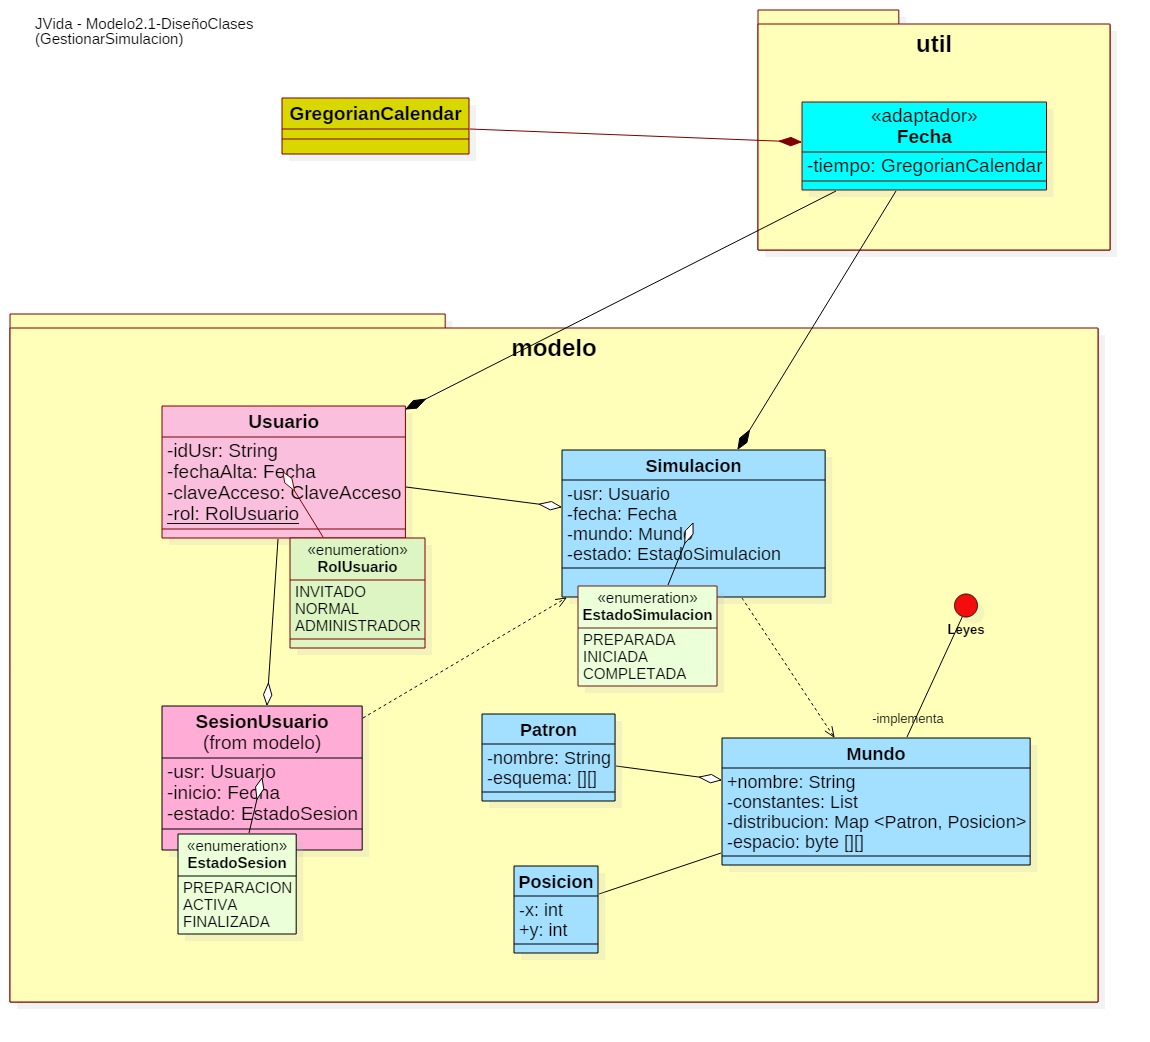 JVida - Modelo2.1-DiseñoClases
(GestionarSimulacion)
util
GregorianCalendar
«adaptador»
Fecha
-tiempo: GregorianCalendar
modelo
Usuario
-idUsr: String
-fechaAlta: Fecha
-claveAcceso: ClaveAcceso
-rol: RolUsuario
«enumeration»
RolUsuario
INVITADO
NORMAL
ADMINISTRADOR
Simulacion
-usr: Usuario
-fecha: Fecha
-mundo: Mundo
-estado: EstadoSimulacion
«enumeration»
EstadoSimulacion
PREPARADA
INICIADA
COMPLETADA
Leyes
-implementa
SesionUsuario
(from modelo)
-usr: Usuario
-inicio: Fecha
-estado: EstadoSesion
«enumeration»
EstadoSesion
PREPARACION
ACTIVA
FINALIZADA
Patron
-nombre: String
-esquema: [][]
Mundo
+nombre: String
-constantes: List
-distribucion: Map <Patron, Posicion>
-espacio: byte [][]
Posicion
-x: int
+y: int